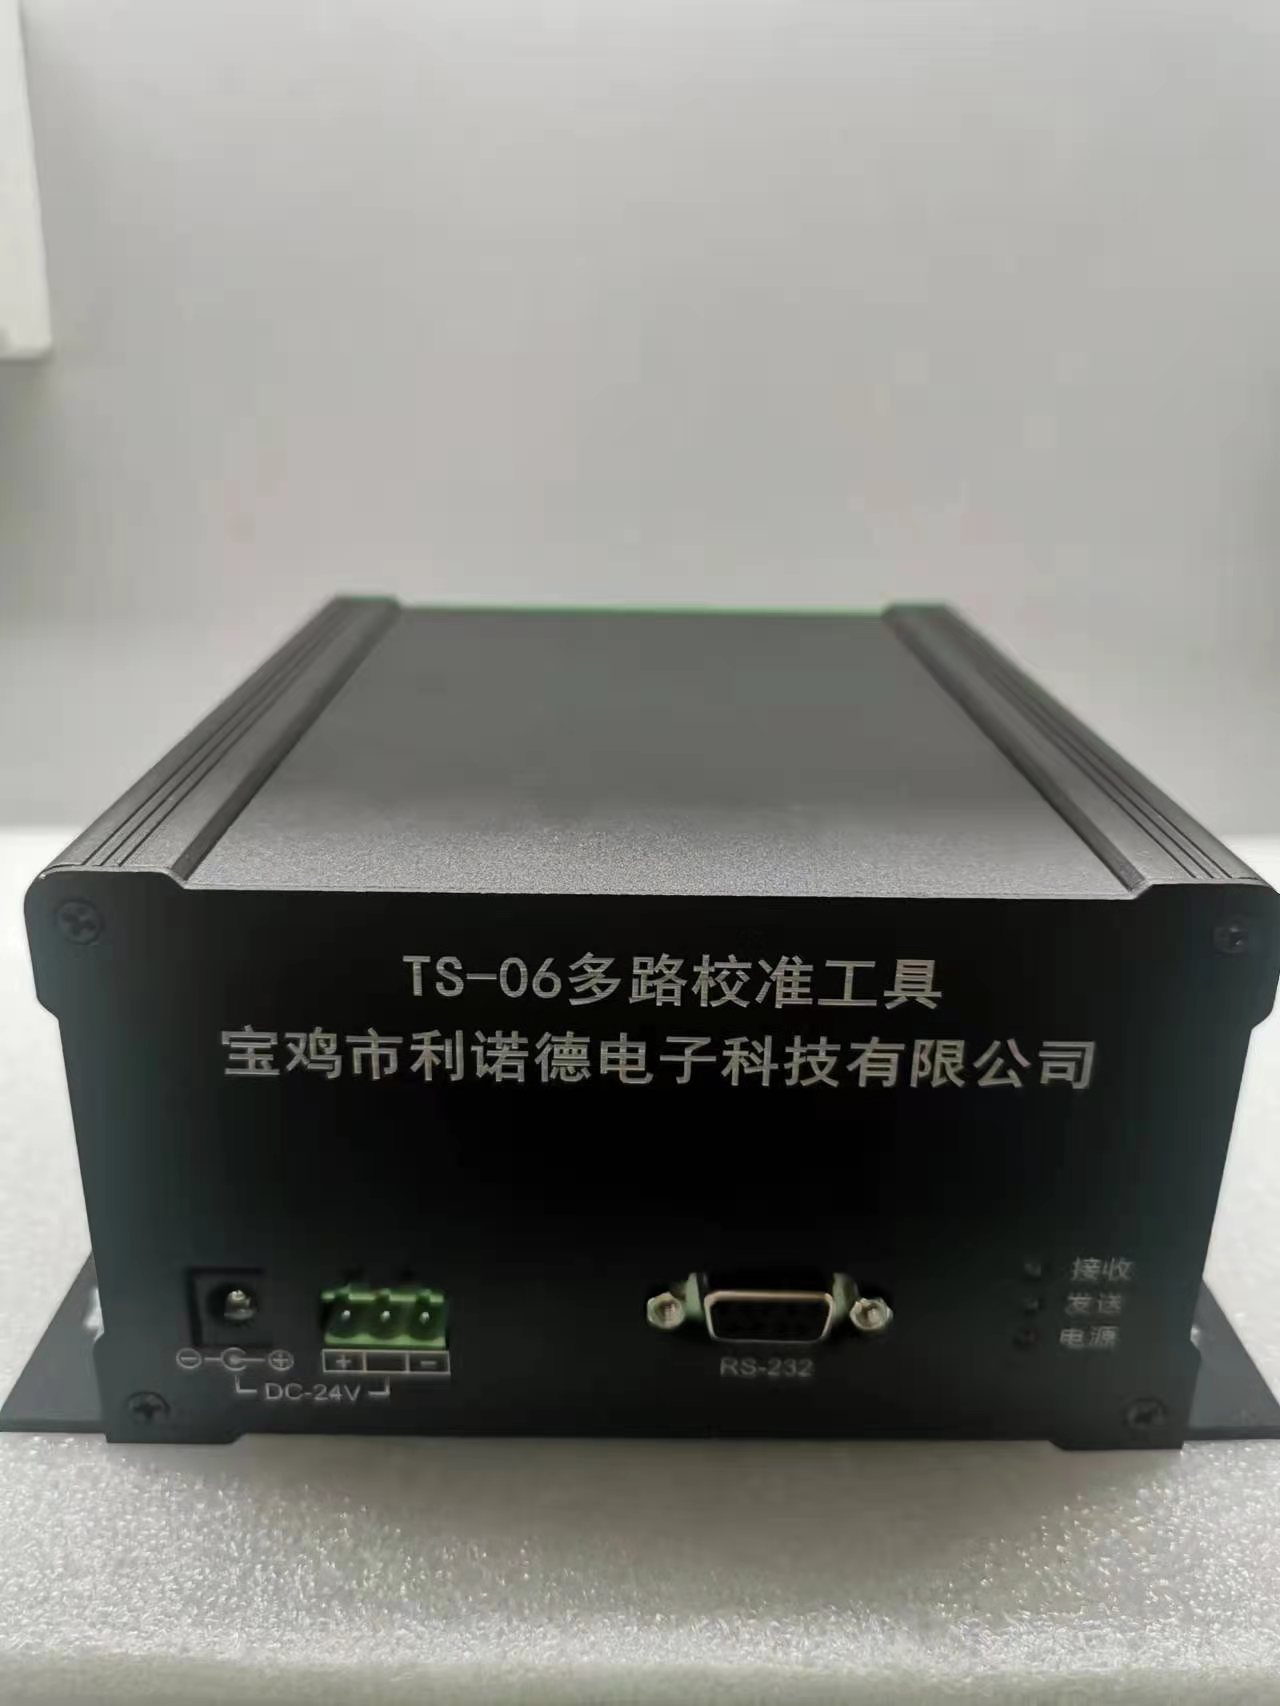 TS-06多路校准工具
宝鸡市利诺德电子科技有限公司
接收
发送
电源
+ -
DC-24V
RS-232